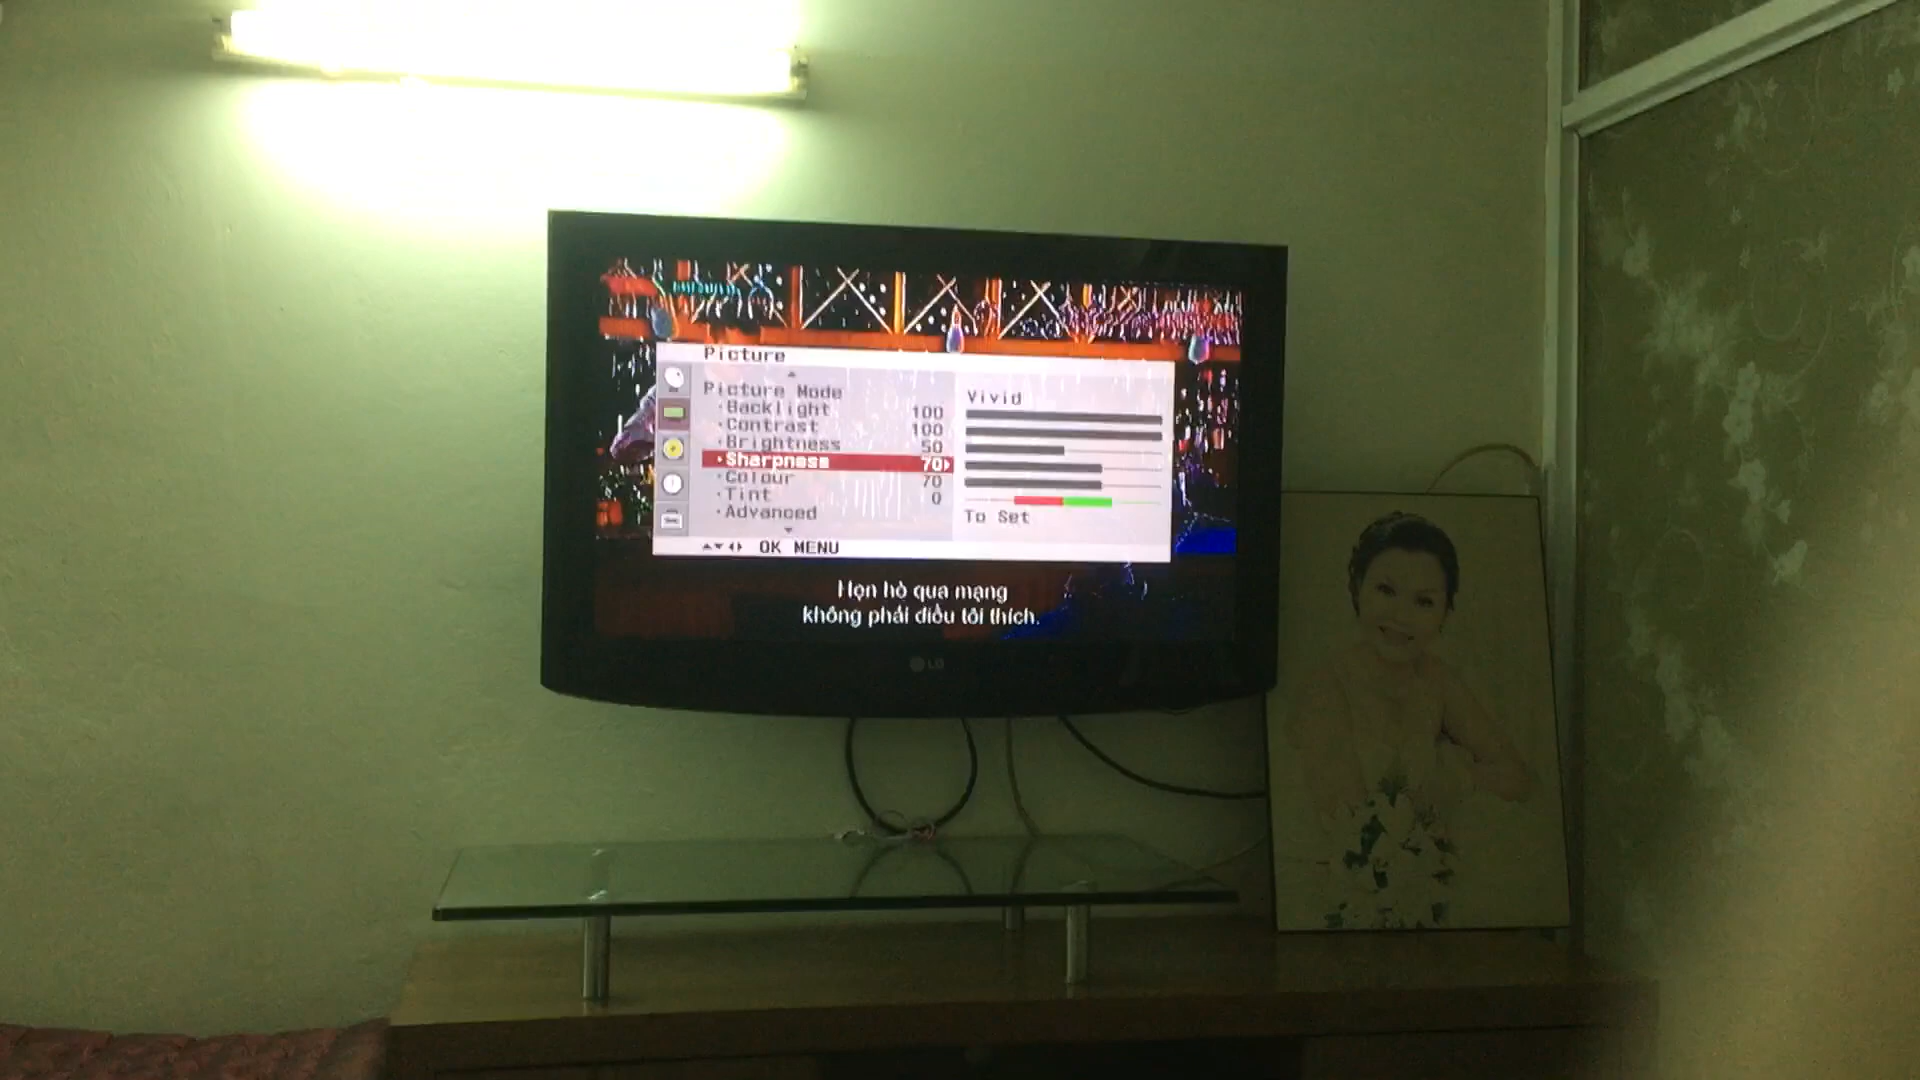 Picture
Picture Mode Vivid
·Backlight 100
·Contrast 100
·Brightness 50
·Sharpness 70
·Colour 70
·Tint 0
·Advanced To Set
OK MENU
Hẹn hò qua mạng
không phải điều tôi thích.
LG